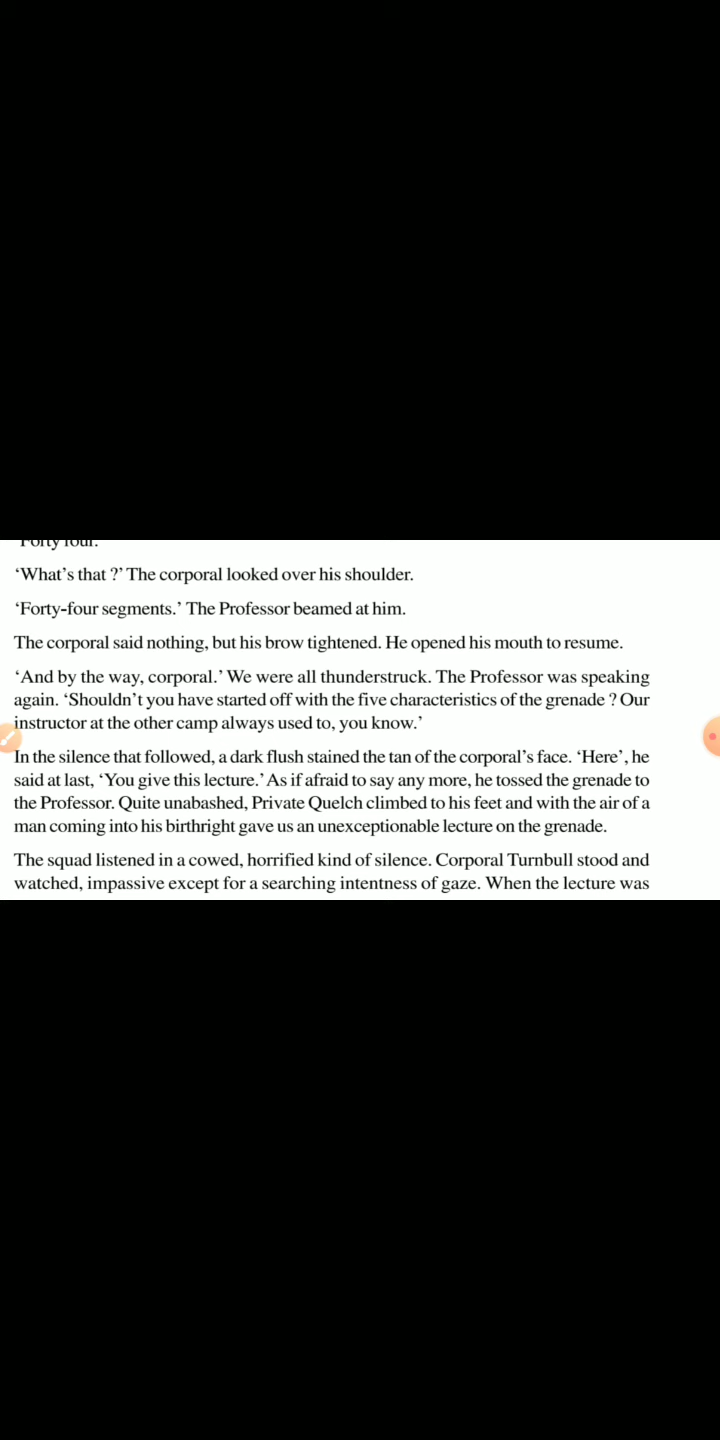 ‘Forty four.’
‘What’s that ?’ The corporal looked over his shoulder.
‘Forty-four segments.’ The Professor beamed at him.
The corporal said nothing, but his brow tightened. He opened his mouth to resume.
‘And by the way, corporal.’ We were all thunderstruck. The Professor was speaking
again. ‘Shouldn’t you have started off with the five characteristics of the grenade ? Our
instructor at the other camp always used to, you know.’
In the silence that followed, a dark flush stained the tan of the corporal’s face. ‘Here’, he
said at last, ‘You give this lecture.’ As if afraid to say any more, he tossed the grenade to
the Professor. Quite unabashed, Private Quelch climbed to his feet and with the air of a
man coming into his birthright gave us an unexceptionable lecture on the grenade.
The squad listened in a cowed, horrified kind of silence. Corporal Turnbull stood and
watched, impassive except for a searching intentness of gaze. When the lecture was